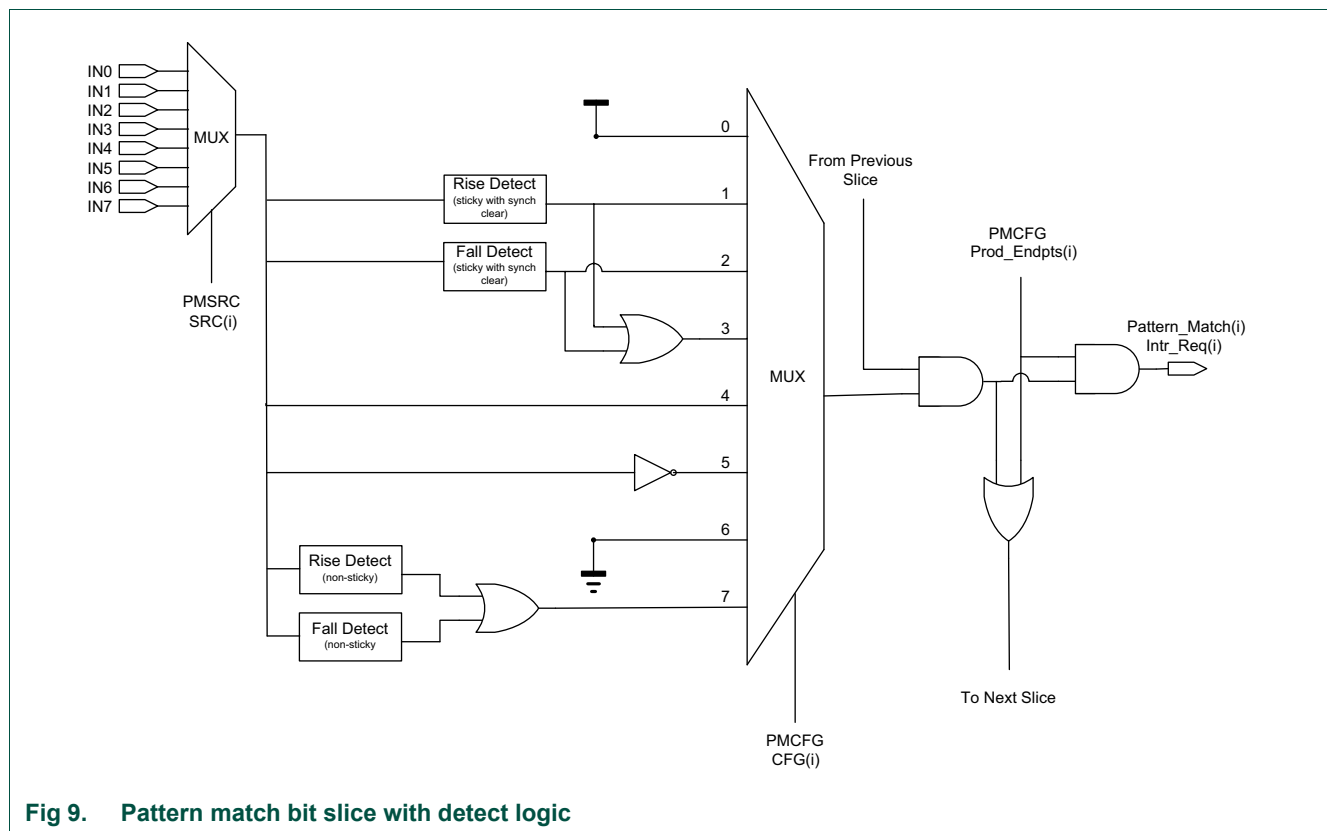 IN0
IN1
IN2
IN3
IN4
IN5
IN6
IN7
MUX
PMSRC
SRC(i)
Rise Detect
(sticky with synch
clear)
Fall Detect
(sticky with synch
clear)
Rise Detect
(non-sticky)
Fall Detect
(non-sticky
0
1
2
3
4
5
6
7
MUX
PMCFG
CFG(i)
From Previous
Slice
PMCFG
Prod_Endpts(i)
Pattern_Match(i)
Intr_Req(i)
To Next Slice
Fig 9. Pattern match bit slice with detect logic